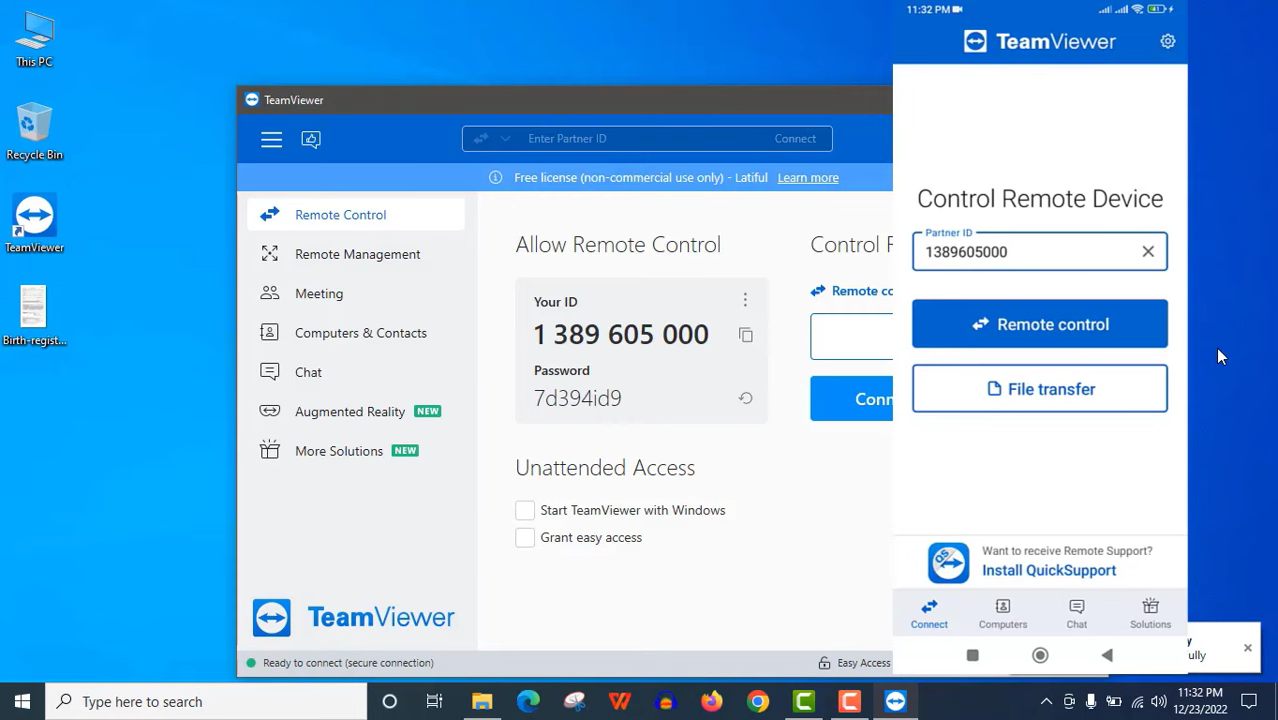 This PC
Recycle Bin
TeamViewer
Birth-regist...
TeamViewer
Enter Partner ID
Connect
Free license (non-commercial use only) - Latiful Learn more
Remote Control
Remote Management
Meeting
Computers & Contacts
Chat
Augmented Reality NEW
More Solutions NEW
TeamViewer
Allow Remote Control
Your ID
1 389 605 000
Password
7d394id9
Unattended Access
Start TeamViewer with Windows
Grant easy access
Control R
Remote co
Conn
Ready to connect (secure connection)
Easy Access
11:32 PM
TeamViewer
Control Remote Device
Partner ID
1389605000
Remote control
File transfer
Want to receive Remote Support?
Install QuickSupport
QS
Connect
Computers
Chat
Solutions
ully
Type here to search
11:32 PM
12/23/2022